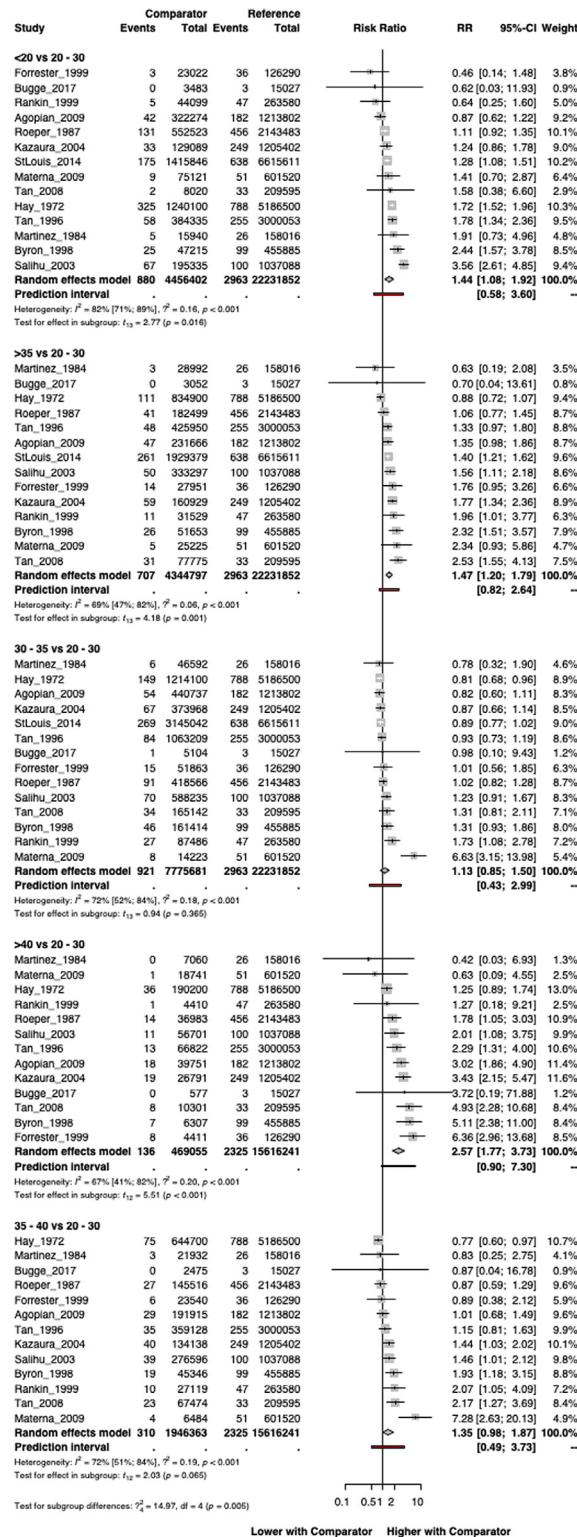 Comparator Reference
Study Events Total Events Total Risk Ratio RR 95%-CI Weight
<20 vs 20 - 30
Forrester_1999 3 23022 36 126290 0.46 [0.14; 1.48] 3.8%
Bugge_2017 0 3483 3 15027 0.62 [0.03; 11.93] 0.9%
Rankin_1999 5 44099 47 263580 0.64 [0.25; 1.60] 5.1%
Agopian_2009 42 322274 182 1213802 0.87 [0.62; 1.22] 9.2%
Roeper_1987 131 552523 456 2143483 1.11 [0.92; 1.35] 10.1%
Kazaura_2004 33 129089 249 1205402 1.24 [0.86; 1.78] 9.0%
StLouis_2014 175 1415846 638 6615611 1.28 [1.08; 1.51] 10.2%
Materna_2009 9 75121 51 601520 1.41 [0.70; 2.87] 6.5%
Tan_2008 2 8020 33 209595 1.58 [0.38; 6.60] 2.9%
Hay_1972 325 1240100 788 5186500 1.72 [1.52; 1.96] 10.3%
Tan_1996 58 384335 255 3000053 1.78 [1.34; 2.36] 9.6%
Martinez_1984 5 15940 26 158016 1.91 [0.73; 4.96] 4.8%
Byron_1998 25 47215 99 455885 2.44 [1.57; 3.78] 8.4%
Salihu_2003 67 195335 100 1037088 3.56 [2.61; 4.85] 9.4%
Random effects model 880 4456402 2963 22231852 1.44 [1.08; 1.92] 100.0%
Prediction interval . . . . [0.58; 3.60] --
Heterogeneity: I² = 82% [71%; 89%], ?² = 0.16, p < 0.001
Test for effect in subgroup: t₁₃ = 2.77 (p = 0.016)
>35 vs 20 - 30
Martinez_1984 3 28992 26 158016 0.63 [0.19; 2.08] 3.5%
Bugge_2017 0 3052 3 15027 0.70 [0.04; 13.61] 0.8%
Hay_1972 111 834900 788 5186500 0.88 [0.72; 1.07] 10.8%
Roeper_1987 41 182499 456 2143483 1.06 [0.77; 1.45] 9.8%
Tan_1996 48 425950 255 3000053 1.33 [0.97; 1.80] 9.8%
Agopian_2009 47 231666 182 1213802 1.35 [0.98; 1.86] 9.7%
StLouis_2014 261 1929379 638 6615611 1.40 [1.21; 1.62] 11.2%
Salihu_2003 50 333297 100 1037088 1.56 [1.11; 2.18] 9.6%
Forrester_1999 14 27951 36 126290 1.76 [0.95; 3.26] 6.9%
Kazaura_2004 59 160929 249 1205402 1.77 [1.34; 2.36] 9.1%
Rankin_1999 11 31529 47 263580 1.96 [1.01; 3.77] 6.5%
Byron_1998 26 51653 99 455885 2.32 [1.51; 3.57] 8.6%
Materna_2009 5 25225 51 601520 2.34 [0.93; 5.86] 4.7%
Tan_2008 31 77775 33 209595 2.53 [1.55; 4.13] 8.1%
Random effects model 707 4344797 2963 22231852 1.47 [1.20; 1.79] 100.0%
Prediction interval . . . . [0.82; 2.64] --
Heterogeneity: I² = 69% [47%; 82%], ?² = 0.06, p < 0.001
Test for effect in subgroup: t₁₃ = 4.18 (p = 0.001)
30 - 35 vs 20 - 30
Martinez_1984 6 46592 26 158016 0.78 [0.32; 1.90] 4.6%
Hay_1972 149 1214100 788 5186500 0.81 [0.68; 0.96] 8.9%
Agopian_2009 54 440737 182 1213802 0.82 [0.60; 1.11] 8.2%
Kazaura_2004 67 373968 249 1205402 0.87 [0.66; 1.14] 8.4%
StLouis_2014 269 3145042 638 6615611 0.89 [0.77; 1.02] 9.0%
Tan_1996 84 1063209 255 3000053 0.93 [0.73; 1.19] 8.6%
Bugge_2017 1 5104 3 15027 0.98 [0.10; 9.43] 1.2%
Forrester_1999 15 51863 36 126290 1.01 [0.56; 1.85] 6.3%
Roeper_1987 91 418566 456 2143483 1.02 [0.82; 1.28] 8.7%
Salihu_2003 70 588235 100 1037088 1.23 [0.91; 1.67] 8.3%
Tan_2008 34 165142 33 209595 1.31 [0.81; 2.11] 7.1%
Byron_1998 46 161414 99 455885 1.31 [0.93; 1.86] 8.0%
Rankin_1999 27 87486 47 263580 1.73 [1.08; 2.78] 7.2%
Materna_2009 8 14223 51 601520 6.63 [3.15; 13.98] 5.4%
Random effects model 921 7775681 2963 22231852 1.13 [0.85; 1.50] 100.0%
Prediction interval . . . . [0.43; 2.99] --
Heterogeneity: I² = 72% [52%; 84%], ?² = 0.18, p < 0.001
Test for effect in subgroup: t₁₃ = 0.94 (p = 0.365)
>40 vs 20 - 30
Martinez_1984 0 7060 26 158016 0.42 [0.03; 6.93] 1.3%
Materna_2009 1 18741 51 601520 0.63 [0.09; 4.55] 2.5%
Hay_1972 36 190200 788 5186500 1.25 [0.89; 1.74] 13.0%
Rankin_1999 1 4410 47 263580 1.27 [0.18; 9.21] 2.5%
Roeper_1987 14 36983 456 2143483 1.78 [1.05; 3.03] 10.9%
Salihu_2003 11 56701 100 1037088 2.01 [1.08; 3.75] 9.9%
Tan_1996 13 66822 255 3000053 2.29 [1.31; 4.00] 10.6%
Agopian_2009 18 39751 182 1213802 3.02 [1.86; 4.90] 11.4%
Kazaura_2004 19 26791 249 1205402 3.43 [2.15; 5.47] 11.6%
Bugge_2017 0 577 3 15027 3.72 [0.19; 71.88] 1.2%
Tan_2008 8 10301 33 209595 4.93 [2.28; 10.68] 8.4%
Byron_1998 7 6307 99 455885 5.11 [2.38; 11.00] 8.4%
Forrester_1999 8 4411 36 126290 6.36 [2.96; 13.68] 8.5%
Random effects model 136 469055 2325 15616241 2.57 [1.77; 3.73] 100.0%
Prediction interval . . . . [0.90; 7.30] --
Heterogeneity: I² = 67% [41%; 82%], ?² = 0.20, p < 0.001
Test for effect in subgroup: t₁₂ = 5.51 (p < 0.001)
35 - 40 vs 20 - 30
Hay_1972 75 644700 788 5186500 0.77 [0.60; 0.97] 10.7%
Martinez_1984 3 21932 26 158016 0.83 [0.25; 2.75] 4.1%
Bugge_2017 0 2475 3 15027 0.87 [0.04; 16.78] 0.9%
Roeper_1987 27 145516 456 2143483 0.87 [0.59; 1.29] 9.7%
Forrester_1999 6 23540 36 126290 0.89 [0.38; 2.12] 6.1%
Agopian_2009 29 191915 182 1213802 1.01 [0.68; 1.49] 9.6%
Tan_1996 35 359128 255 3000053 1.15 [0.81; 1.63] 9.9%
Kazaura_2004 40 134138 249 1205402 1.44 [1.03; 2.02] 10.1%
Salihu_2003 39 276596 100 1037088 1.46 [1.01; 2.12] 9.8%
Byron_1998 19 45346 99 455885 1.93 [1.18; 3.15] 8.9%
Rankin_1999 10 27119 47 263580 2.07 [1.05; 4.09] 7.4%
Tan_2008 23 67474 33 209595 2.17 [1.27; 3.69] 8.6%
Materna_2009 4 6484 51 601520 7.28 [2.63; 20.13] 5.1%
Random effects model 310 1946363 2325 15616241 1.35 [0.98; 1.87] 100.0%
Prediction interval . . . . [0.49; 3.73] --
Heterogeneity: I² = 72% [51%; 84%], ?² = 0.19, p < 0.001
Test for effect in subgroup: t₁₂ = 2.03 (p = 0.065)
Test for subgroup differences: ?²₄ = 14.97, df = 4 (p = 0.005)
0.1 0.5 1 2 10
Lower with Comparator Higher with Comparator